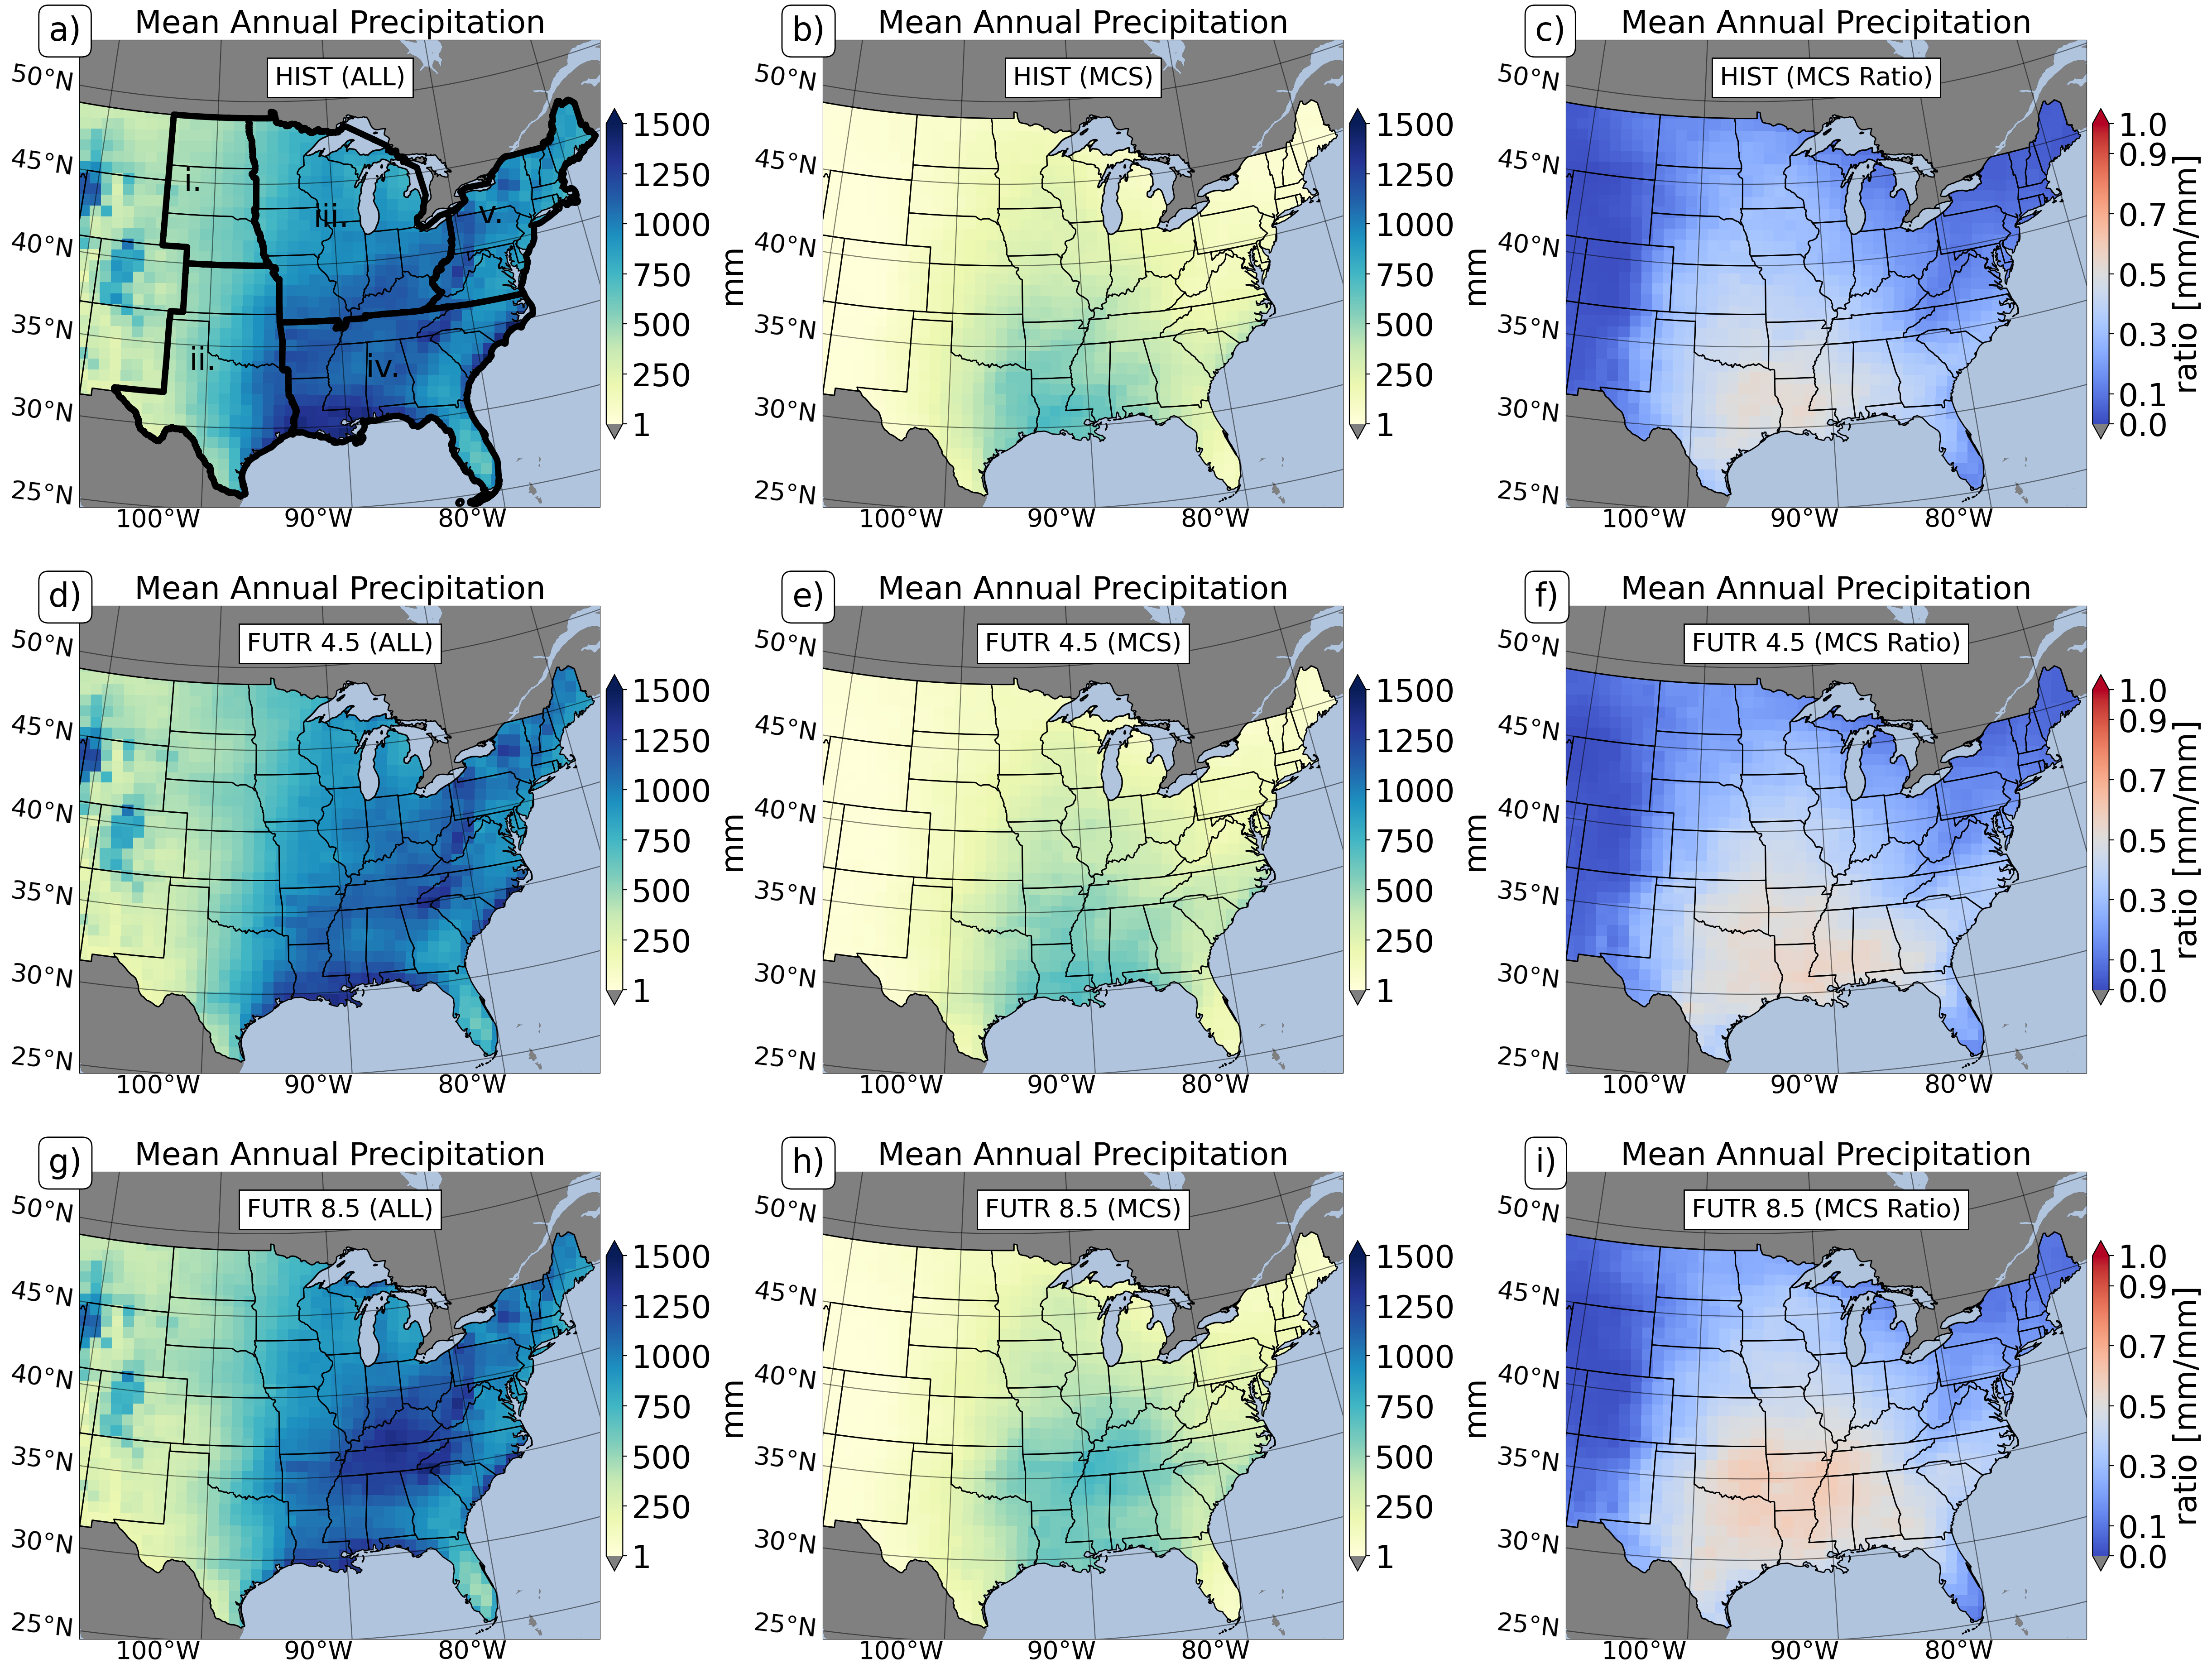 a) Mean Annual Precipitation
HIST (ALL)
50°N
45°N
40°N
35°N
30°N
25°N
100°W 90°W 80°W
i.
ii.
iii.
iv.
v.
1500
1250
1000
750
500
250
1
mm
b) Mean Annual Precipitation
HIST (MCS)
50°N
45°N
40°N
35°N
30°N
25°N
100°W 90°W 80°W
1500
1250
1000
750
500
250
1
mm
c) Mean Annual Precipitation
HIST (MCS Ratio)
50°N
45°N
40°N
35°N
30°N
25°N
100°W 90°W 80°W
1.0
0.9
0.7
0.5
0.3
0.1
0.0
ratio [mm/mm]
d) Mean Annual Precipitation
FUTR 4.5 (ALL)
50°N
45°N
40°N
35°N
30°N
25°N
100°W 90°W 80°W
1500
1250
1000
750
500
250
1
mm
e) Mean Annual Precipitation
FUTR 4.5 (MCS)
50°N
45°N
40°N
35°N
30°N
25°N
100°W 90°W 80°W
1500
1250
1000
750
500
250
1
mm
f) Mean Annual Precipitation
FUTR 4.5 (MCS Ratio)
50°N
45°N
40°N
35°N
30°N
25°N
100°W 90°W 80°W
1.0
0.9
0.7
0.5
0.3
0.1
0.0
ratio [mm/mm]
g) Mean Annual Precipitation
FUTR 8.5 (ALL)
50°N
45°N
40°N
35°N
30°N
25°N
100°W 90°W 80°W
1500
1250
1000
750
500
250
1
mm
h) Mean Annual Precipitation
FUTR 8.5 (MCS)
50°N
45°N
40°N
35°N
30°N
25°N
100°W 90°W 80°W
1500
1250
1000
750
500
250
1
mm
i) Mean Annual Precipitation
FUTR 8.5 (MCS Ratio)
50°N
45°N
40°N
35°N
30°N
25°N
100°W 90°W 80°W
1.0
0.9
0.7
0.5
0.3
0.1
0.0
ratio [mm/mm]